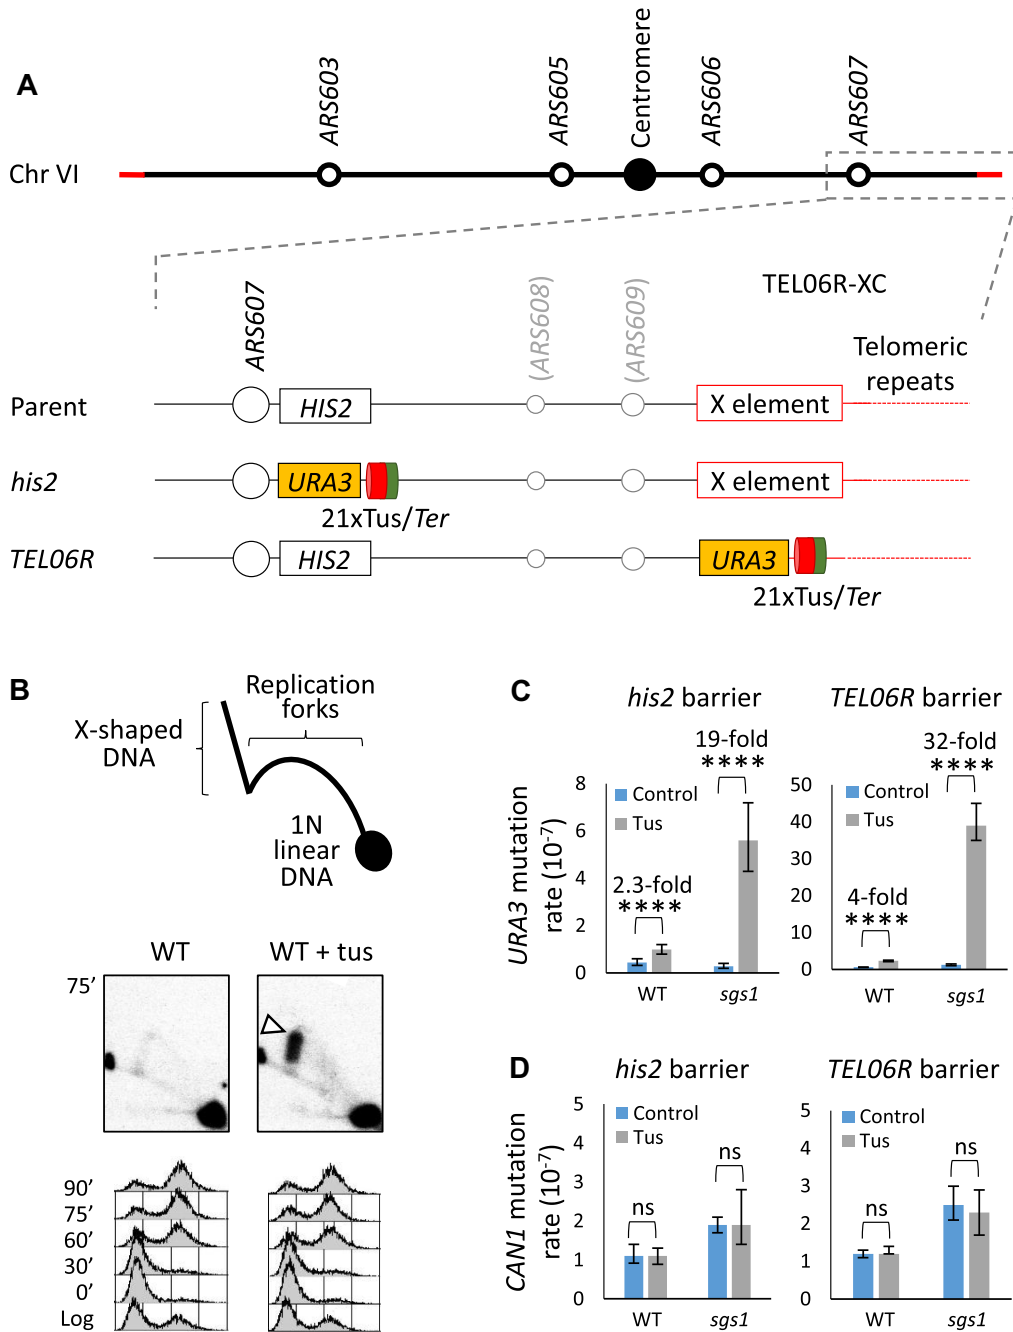 A
ARS603
ARS605
Centromere
ARS606
ARS607
Chr VI
ARS607
(ARS608)
(ARS609)
TEL06R-XC
Telomeric
repeats
Parent
HIS2
X element
his2
URA3
X element
21xTus/Ter
TEL06R
HIS2
URA3
21xTus/Ter
B
Replication
forks
X-shaped
DNA
1N
linear
DNA
WT
WT + tus
75′
90′
75′
60′
30′
0′
Log
C
his2 barrier
TEL06R barrier
URA3 mutation
rate (10-7)
8
6
4
2
0
Control
Tus
19-fold
****
2.3-fold
****
WT
sgs1
50
40
30
20
10
0
Control
Tus
32-fold
****
4-fold
****
WT
sgs1
D
his2 barrier
TEL06R barrier
CAN1 mutation
rate (10-7)
5
4
3
2
1
0
Control
Tus
ns
ns
WT
sgs1
5
4
3
2
1
0
Control
Tus
ns
ns
WT
sgs1